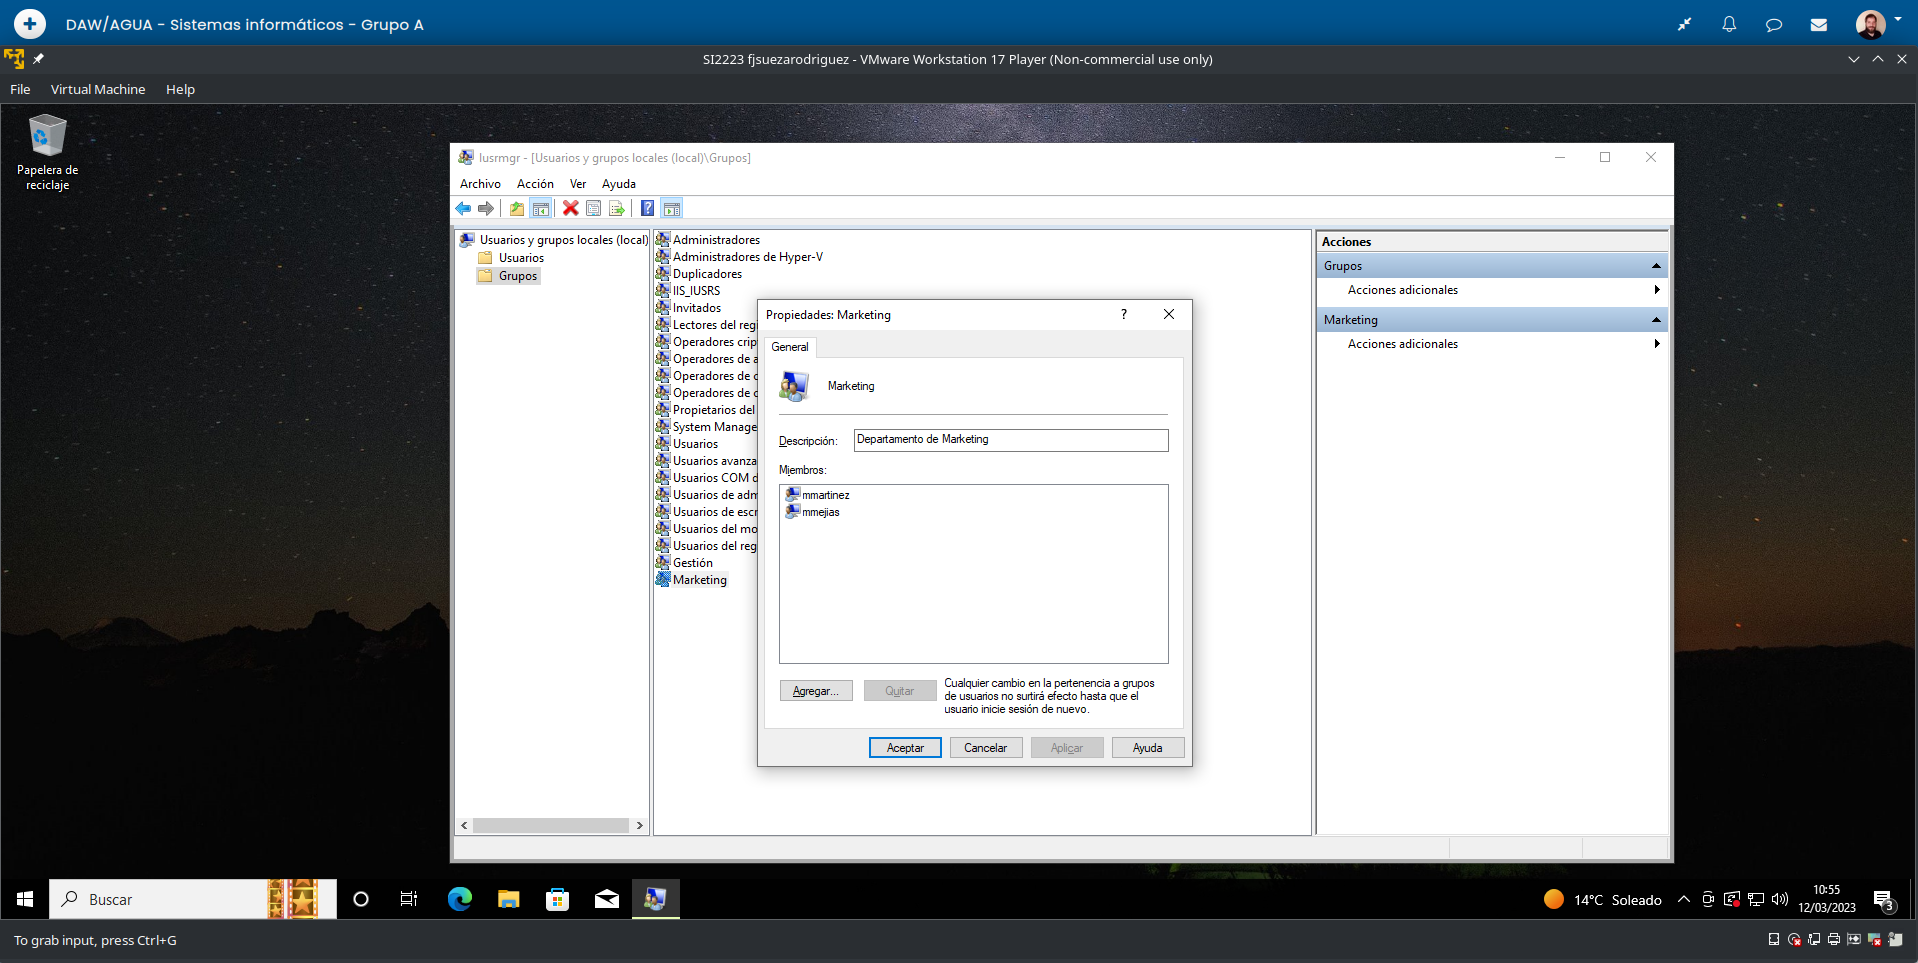 DAW/AGUA - Sistemas informáticos - Grupo A
SI2223 fjsuezarodriguez - VMware Workstation 17 Player (Non-commercial use only)
File Virtual Machine Help
Papelera de
reciclaje
lusrmgr - [Usuarios y grupos locales (local)\Grupos]
Archivo Acción Ver Ayuda
Usuarios y grupos locales (local)
Usuarios
Grupos
Administradores
Administradores de Hyper-V
Duplicadores
IIS_IUSRS
Invitados
Lectores del regi
Operadores crip
Operadores de a
Operadores de c
Operadores de c
Propietarios del
System Manage
Usuarios
Usuarios avanza
Usuarios COM d
Usuarios de adm
Usuarios de escr
Usuarios del mo
Usuarios del reg
Gestión
Marketing
Propiedades: Marketing
General
Marketing
Descripción: Departamento de Marketing
Miembros:
mmartinez
mmejias
Agregar... Quitar
Cualquier cambio en la pertenencia a grupos
de usuarios no surtirá efecto hasta que el
usuario inicie sesión de nuevo.
Aceptar Cancelar Aplicar Ayuda
Acciones
Grupos
Acciones adicionales
Marketing
Acciones adicionales
Buscar
14°C Soleado
10:55
12/03/2023
3
To grab input, press Ctrl+G